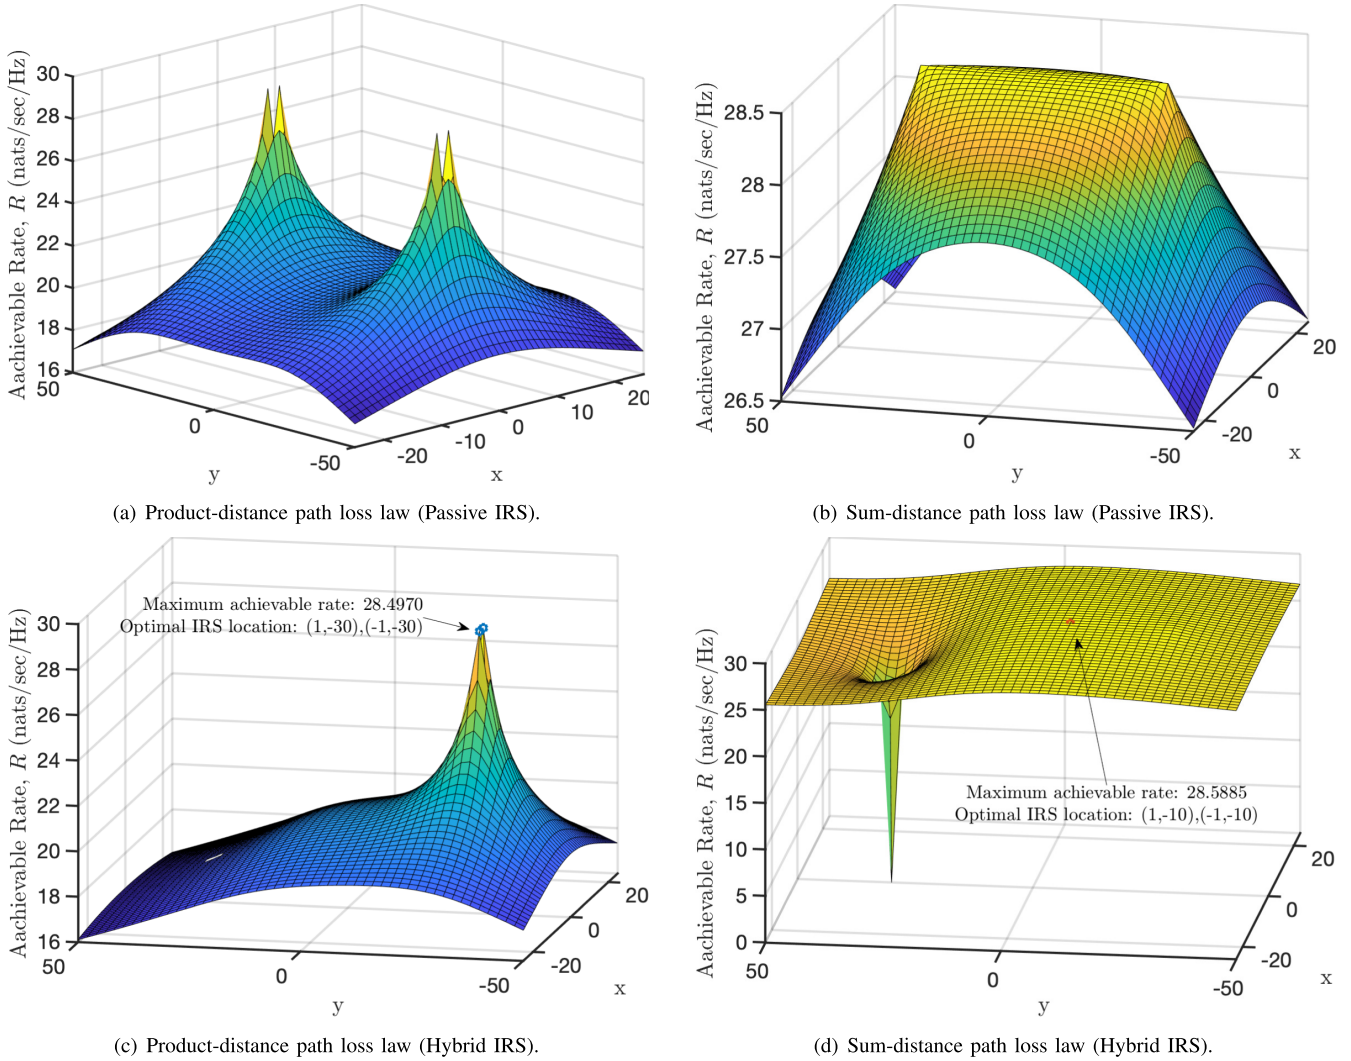 Aachievable Rate, R (nats/sec/Hz)
30
28
26
24
22
20
18
16
50
0
-50
y
-20
-10
0
10
20
x
(a) Product-distance path loss law (Passive IRS).
Aachievable Rate, R (nats/sec/Hz)
28.5
28
27.5
27
26.5
50
0
-50
y
-20
0
20
x
(b) Sum-distance path loss law (Passive IRS).
Aachievable Rate, R (nats/sec/Hz)
30
28
26
24
22
20
18
16
Maximum achievable rate: 28.4970
Optimal IRS location: (1,-30),(-1,-30)
50
0
-50
y
-20
0
20
x
(c) Product-distance path loss law (Hybrid IRS).
Aachievable Rate, R (nats/sec/Hz)
30
25
20
15
10
5
0
Maximum achievable rate: 28.5885
Optimal IRS location: (1,-10),(-1,-10)
50
0
-50
y
-20
0
20
x
(d) Sum-distance path loss law (Hybrid IRS).